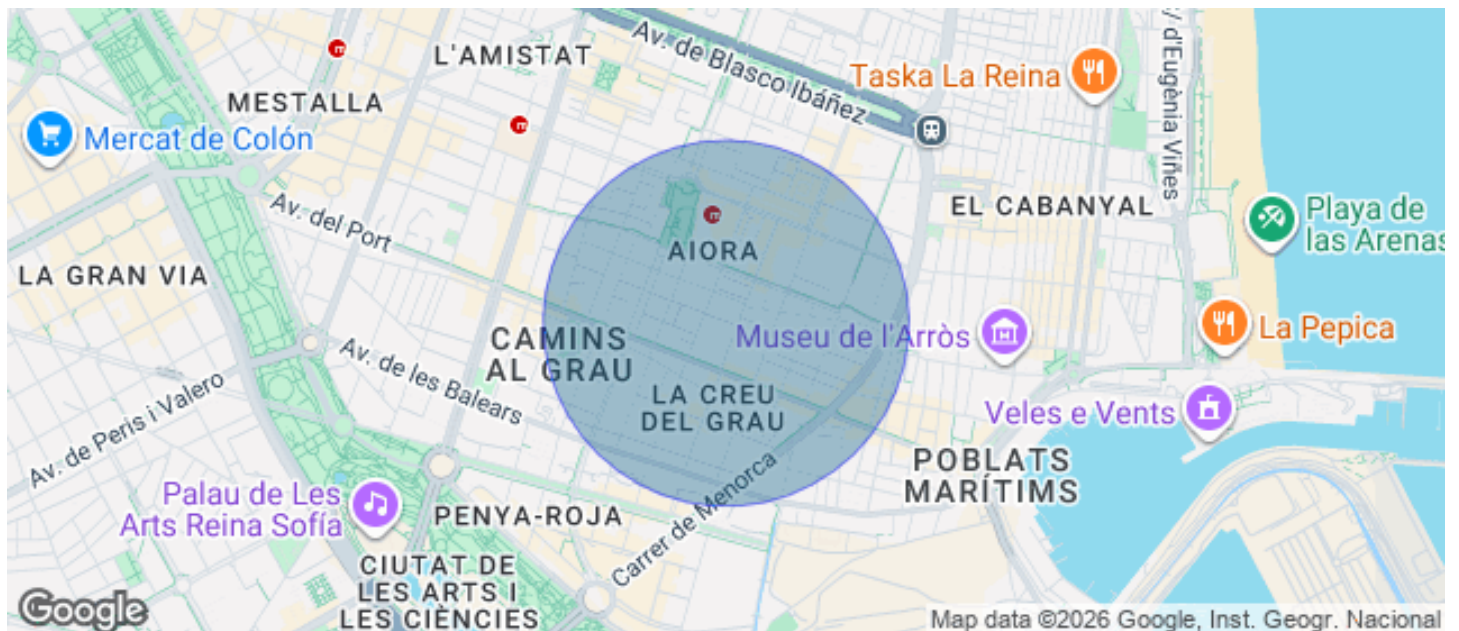 L'AMISTAT
Av. de Blasco Ibáñez
Taska La Reina
C/ d'Eugènia Viñes
MESTALLA
Mercat de Colón
EL CABANYAL
Playa de
las Arenas
Av. del Port
AIORA
LA GRAN VIA
CAMINS
AL GRAU
Museu de l'Arròs
La Pepica
Av. de les Balears
LA CREU
DEL GRAU
Veles e Vents
Av. de Peris i Valero
POBLATS
MARÍTIMS
Palau de Les
Arts Reina Sofía
PENYA-ROJA
Carrer de Menorca
CIUTAT DE
LES ARTS I
LES CIÈNCIES
Google
Map data ©2026 Google, Inst. Geogr. Nacional